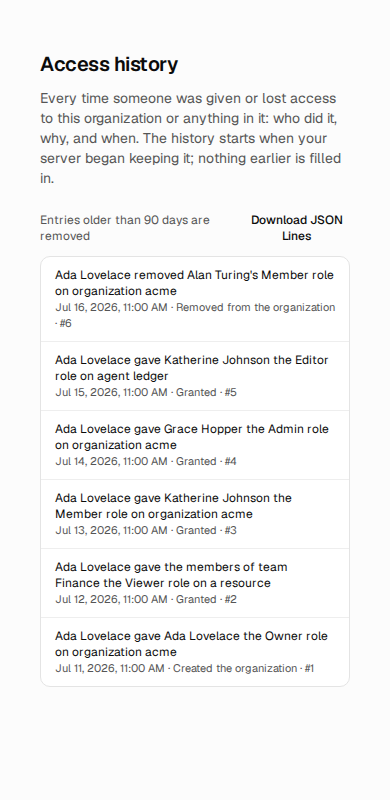 Access history
Every time someone was given or lost access
to this organization or anything in it: who did it,
why, and when. The history starts when your
server began keeping it; nothing earlier is filled
in.
Entries older than 90 days are
removed
Download JSON
Lines
Ada Lovelace removed Alan Turing's Member role
on organization acme
Jul 16, 2026, 11:00 AM · Removed from the organization
· #6
Ada Lovelace gave Katherine Johnson the Editor
role on agent ledger
Jul 15, 2026, 11:00 AM · Granted · #5
Ada Lovelace gave Grace Hopper the Admin role
on organization acme
Jul 14, 2026, 11:00 AM · Granted · #4
Ada Lovelace gave Katherine Johnson the
Member role on organization acme
Jul 13, 2026, 11:00 AM · Granted · #3
Ada Lovelace gave the members of team
Finance the Viewer role on a resource
Jul 12, 2026, 11:00 AM · Granted · #2
Ada Lovelace gave Ada Lovelace the Owner role
on organization acme
Jul 11, 2026, 11:00 AM · Created the organization · #1